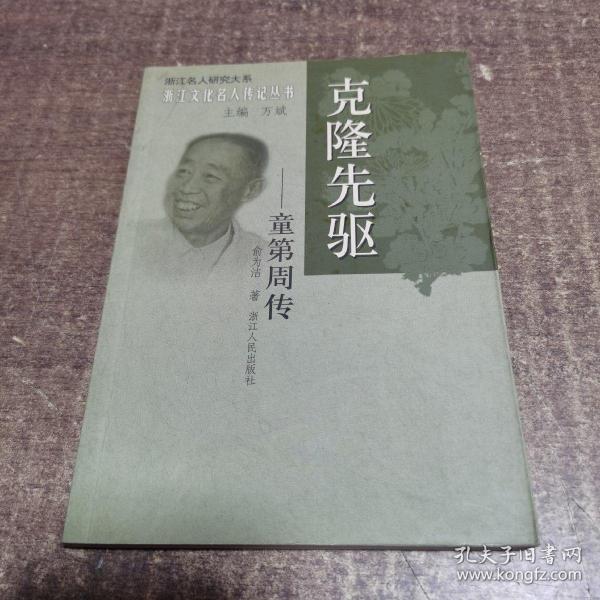 浙江名人研究大系
浙江文化名人传记丛书
主编 万斌
克隆先驱
——童第周传
俞为洁 著
浙江人民出版社
孔夫子旧书网
www.kongfz.com